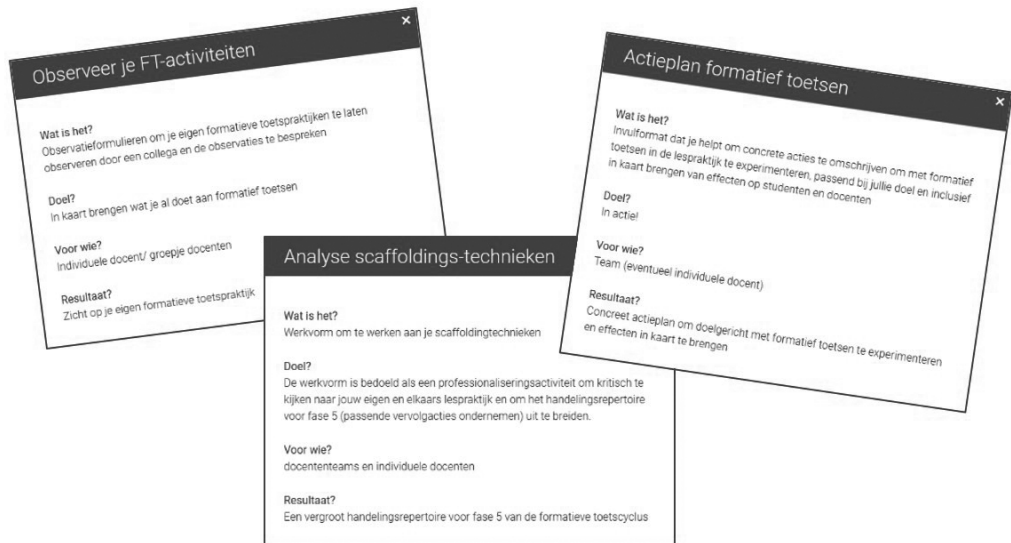 Observeer je FT-activiteiten
×
Wat is het?
Observatieformulieren om je eigen formatieve toetspraktijken te laten
observeren door een collega en de observaties te bespreken
Doel?
In kaart brengen wat je al doet aan formatief toetsen
Voor wie?
Individuele docent/ groepje docenten
Resultaat?
Zicht op je eigen formatieve toetspraktijk
Analyse scaffoldings-technieken
Wat is het?
Werkvorm om te werken aan je scaffoldingtechnieken
Doel?
De werkvorm is bedoeld als een professionaliseringsactiviteit om kritisch te
kijken naar jouw eigen en elkaars lespraktijk en om het handelingsrepertoire
voor fase 5 (passende vervolgacties ondernemen) uit te breiden.
Voor wie?
docententeams en individuele docenten
Resultaat?
Een vergroot handelingsrepertoire voor fase 5 van de formatieve toetscyclus
Actieplan formatief toetsen
×
Wat is het?
Invulformat dat je helpt om concrete acties te omschrijven om met formatief
toetsen in de lespraktijk te experimenteren, passend bij jullie doel en inclusief
in kaart brengen van effecten op studenten en docenten
Doel?
In actie!
Voor wie?
Team (eventueel individuele docent)
Resultaat?
Concreet actieplan om doelgericht met formatief toetsen te experimenteren
en effecten in kaart te brengen